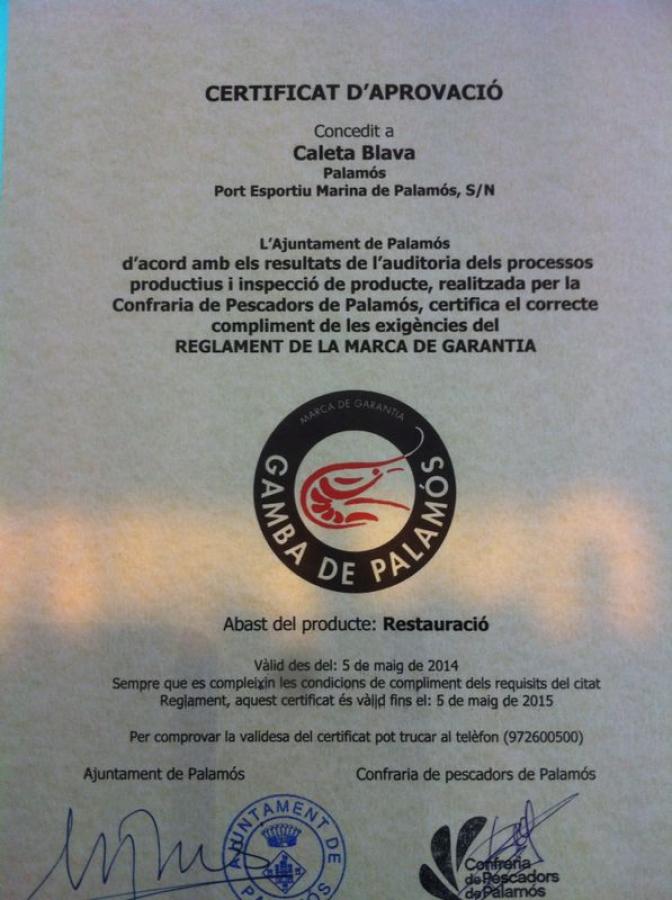 CERTIFICAT D'APROVACIÓ
Concedit a
Caleta Blava
Palamós
Port Esportiu Marina de Palamós, S/N
L'Ajuntament de Palamós
d'acord amb els resultats de l'auditoria dels processos
productius i inspecció de producte, realitzada per la
Confraria de Pescadors de Palamós, certifica el correcte
compliment de les exigències del
REGLAMENT DE LA MARCA DE GARANTIA
MARCA DE GARANTIA
GAMBA DE PALAMÓS
Abast del producte: Restauració
Vàlid des del: 5 de maig de 2014
Sempre que es compleixin les condicions de compliment dels requisits del citat
Reglament, aquest certificat és vàlid fins el: 5 de maig de 2015
Per comprovar la validesa del certificat pot trucar al telèfon (972600500)
Ajuntament de Palamós
Confraria de pescadors de Palamós
AJUNTAMENT DE PALAMÓS
Confraria
de Pescadors
de Palamós